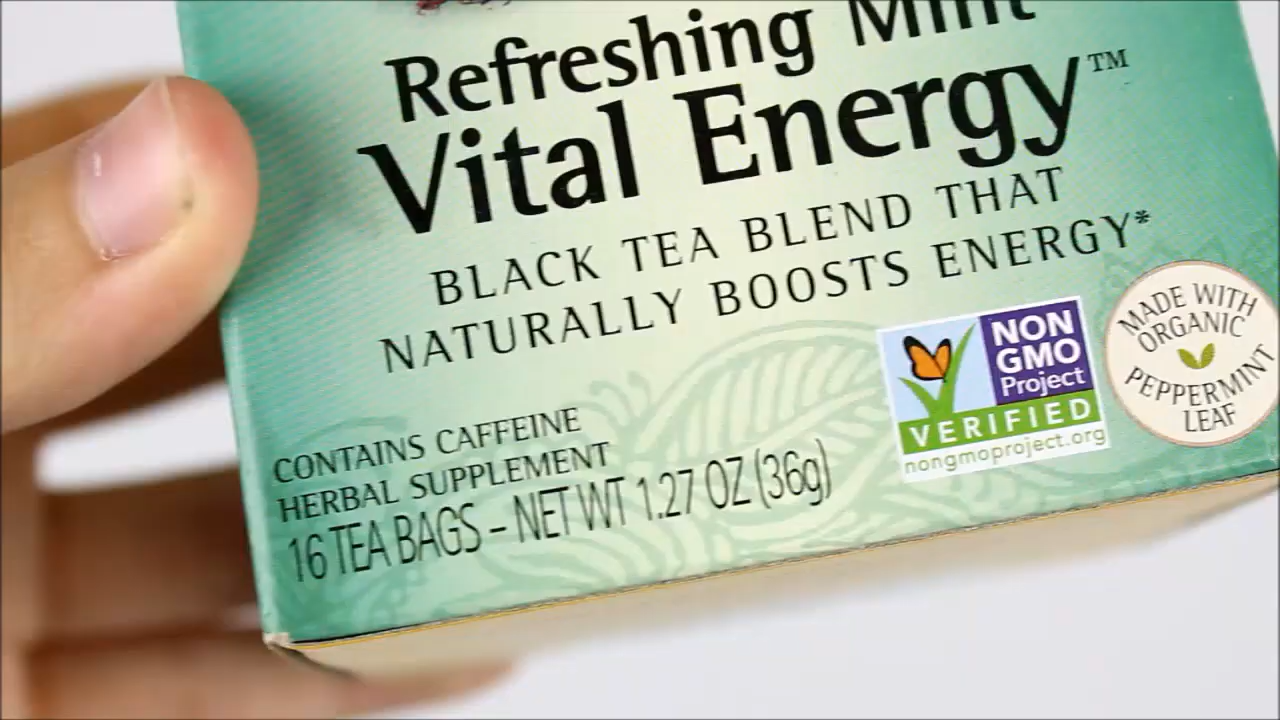 Refreshing Mint
Vital Energy™
BLACK TEA BLEND THAT
NATURALLY BOOSTS ENERGY*
CONTAINS CAFFEINE
HERBAL SUPPLEMENT
16 TEA BAGS – NET WT 1.27 OZ (36g)
NON
GMO
Project
VERIFIED
nongmoproject.org
MADE WITH
ORGANIC
PEPPERMINT
LEAF